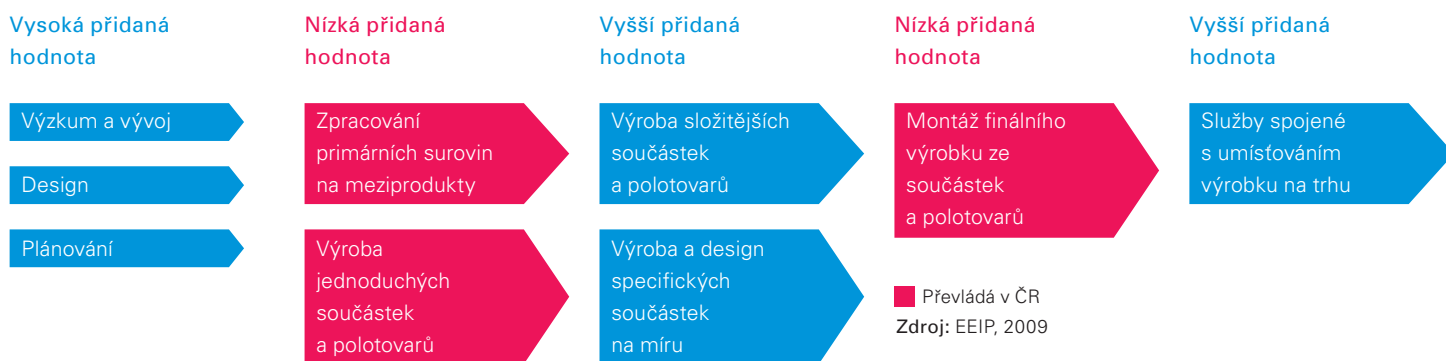 Vysoká přidaná
hodnota
Výzkum a vývoj
Design
Plánování
Nízká přidaná
hodnota
Zpracování
primárních surovin
na meziprodukty
Výroba
jednoduchých
součástek
a polotovarů
Vyšší přidaná
hodnota
Výroba složitějších
součástek
a polotovarů
Výroba a design
specifických
součástek
na míru
Nízká přidaná
hodnota
Montáž finálního
výrobku ze
součástek
a polotovarů
Převládá v ČR
Zdroj: EEIP, 2009
Vyšší přidaná
hodnota
Služby spojené
s umísťováním
výrobku na trhu